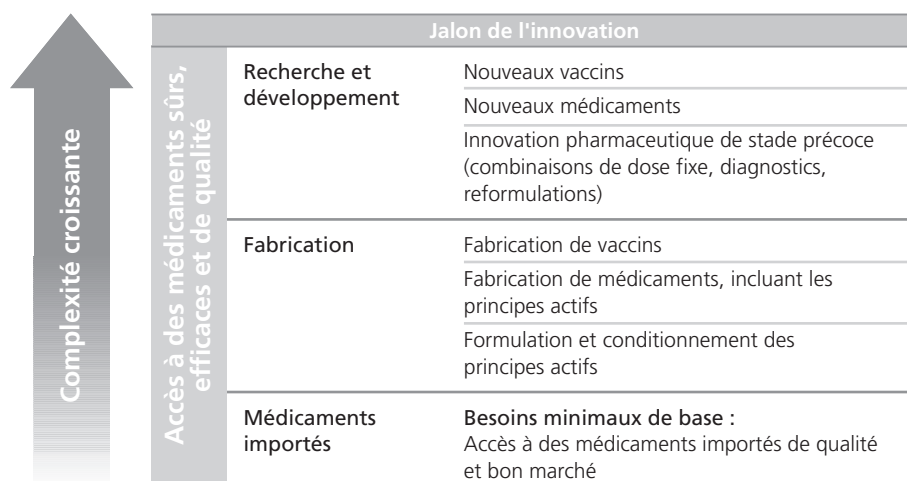 Jalon de l'innovation
Complexité croissante
Accès à des médicaments sûrs,
efficaces et de qualité
Recherche et
développement
Nouveaux vaccins
Nouveaux médicaments
Innovation pharmaceutique de stade précoce
(combinaisons de dose fixe, diagnostics,
reformulations)
Fabrication
Fabrication de vaccins
Fabrication de médicaments, incluant les
principes actifs
Formulation et conditionnement des
principes actifs
Médicaments
importés
Besoins minimaux de base :
Accès à des médicaments importés de qualité
et bon marché